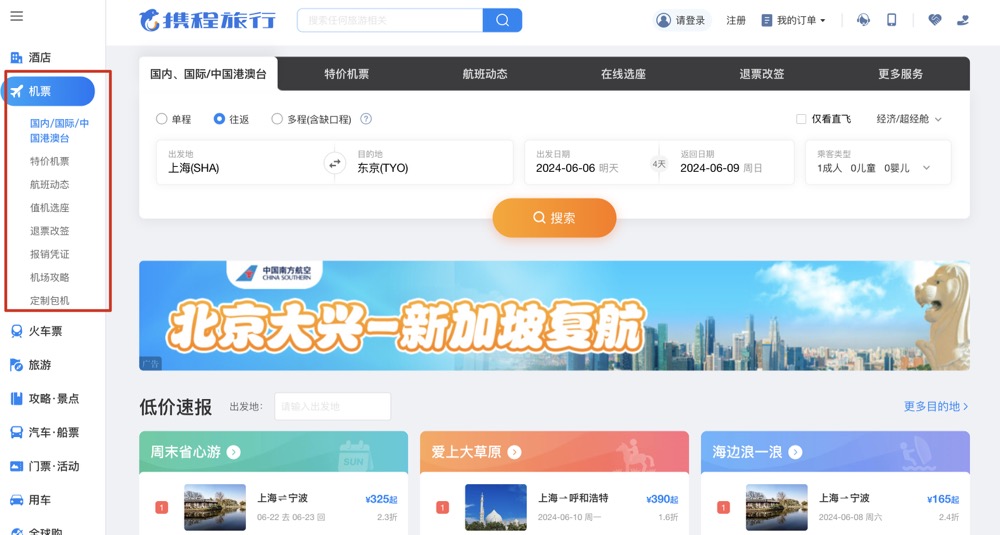 携程旅行
搜索任何旅游相关
请登录
注册
我的订单
酒店
机票
国内/国际/中
国港澳台
特价机票
航班动态
值机选座
退票改签
报销凭证
机场攻略
定制包机
火车票
旅游
攻略·景点
汽车·船票
门票·活动
用车
全球购
国内、国际/中国港澳台
特价机票
航班动态
在线选座
退票改签
更多服务
单程
往返
多程(含缺口程)
?
仅看直飞
经济/超经舱
出发地
上海(SHA)
目的地
东京(TYO)
出发日期
2024-06-06 明天
4天
返回日期
2024-06-09 周日
乘客类型
1成人 0儿童 0婴儿
搜索
中国南方航空
CHINA SOUTHERN
北京大兴—新加坡复航
广告
低价速报
出发地:
请输入出发地
更多目的地
周末省心游
SUN
1
上海⇌宁波
¥325起
06-22 去 06-23 回
2.3折
爱上大草原
1
上海→呼和浩特
¥390起
2024-06-10 周一
1.6折
海边浪一浪
1
上海→宁波
¥165起
2024-06-08 周六
2.4折